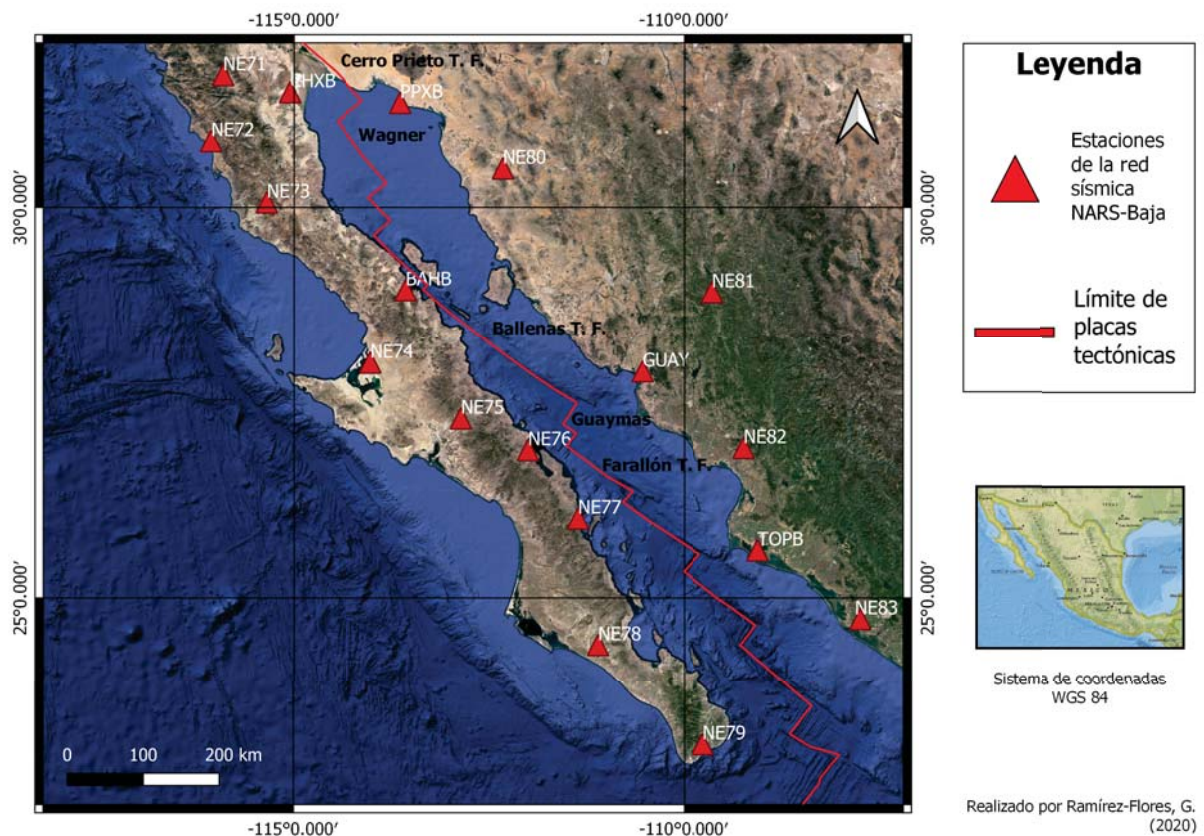 -115°0.000′
-110°0.000′
Cerro Prieto T. F.
NE71
PPXB
Wagner
NE72
NE80
NE73
30°0.000′
30°0.000′
BAHB
NE81
Ballenas T. F.
NE74
GUAY
NE75
Guaymas
NE76
NE82
Farallón T. F.
NE77
TOPB
25°0.000′
25°0.000′
NE83
NE78
NE79
0
100
200 km
-115°0.000′
-110°0.000′
Leyenda
Estaciones
de la red
sísmica
NARS-Baja
Límite de
placas
tectónicas
Sistema de coordenadas
WGS 84
Realizado por Ramírez-Flores, G.
(2020)